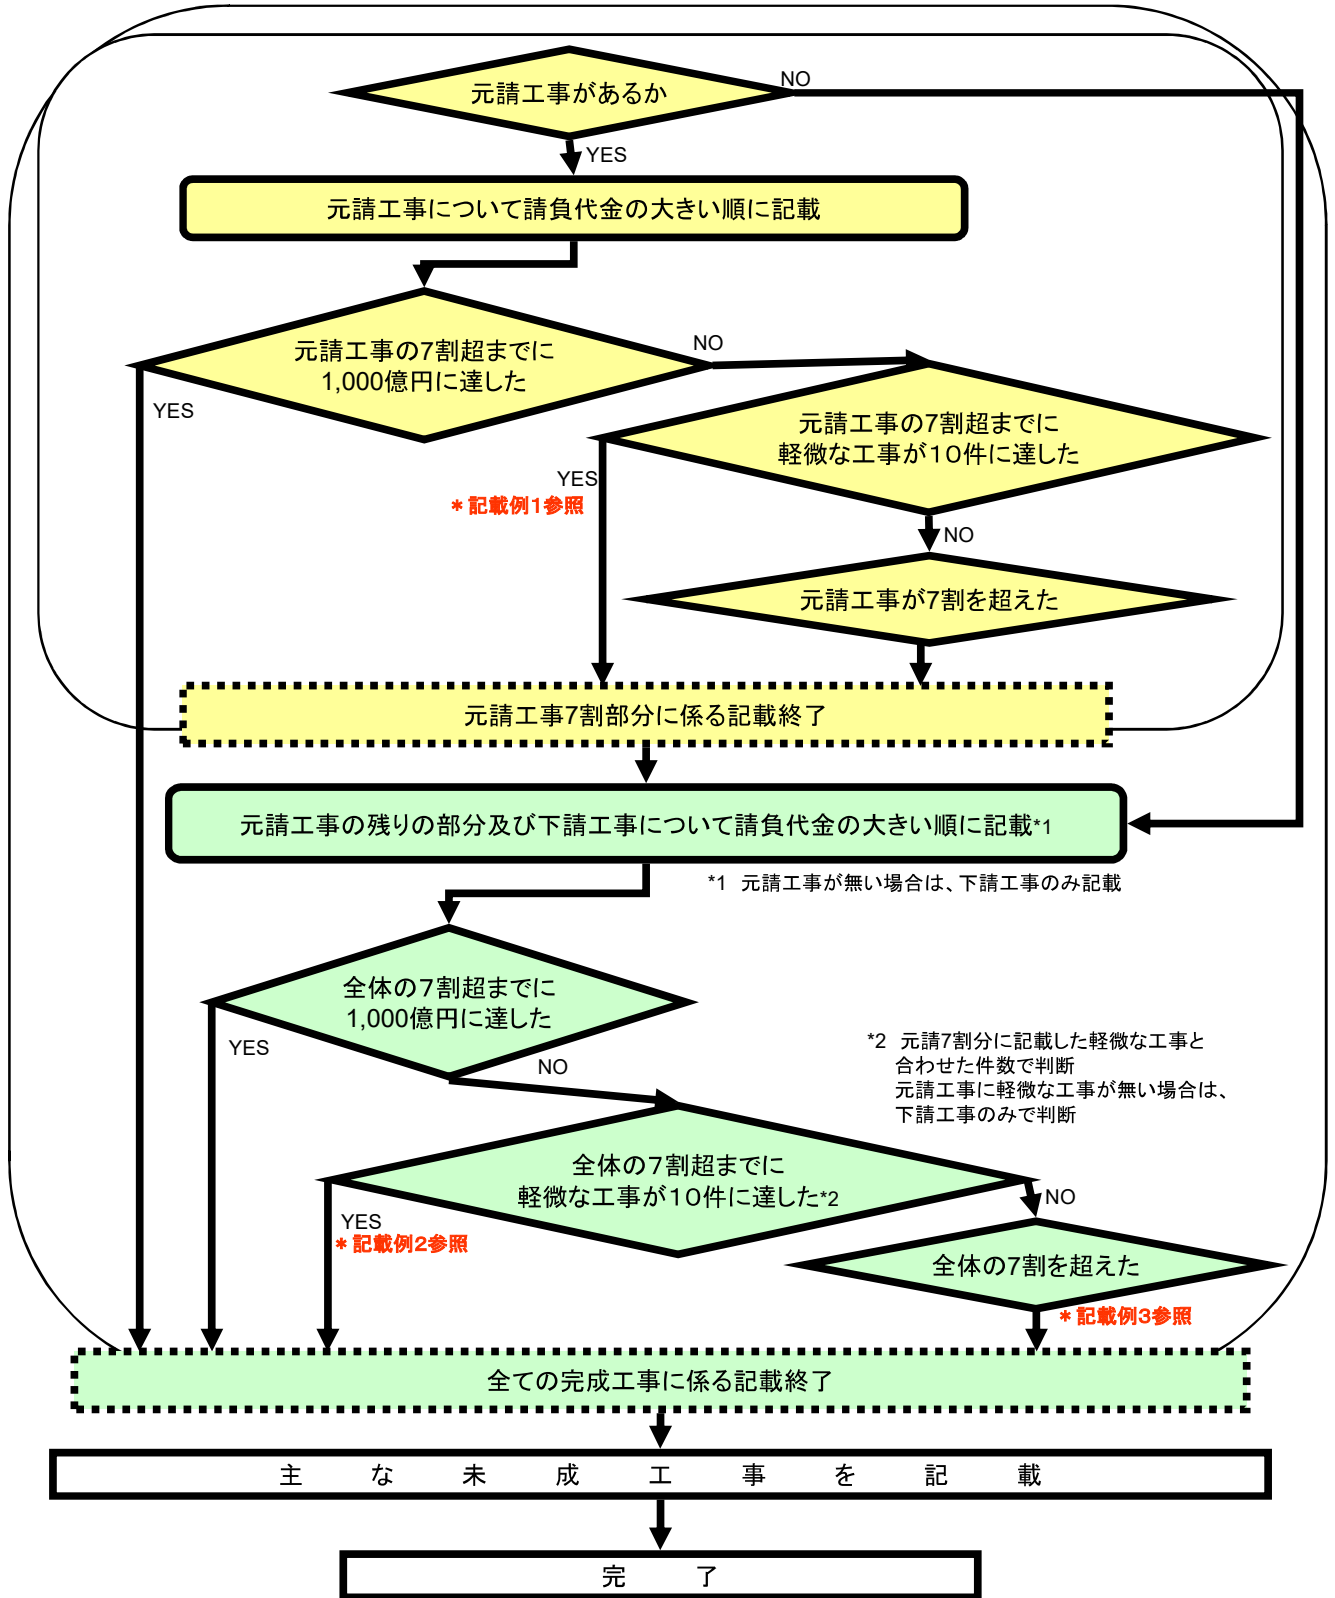 元請工事があるか
NO
YES
元請工事について請負代金の大きい順に記載
元請工事の7割超までに
1,000億円に達した
NO
YES
元請工事の7割超までに
軽微な工事が10件に達した
YES
＊記載例1参照
NO
元請工事が7割を超えた
元請工事7割部分に係る記載終了
元請工事の残りの部分及び下請工事について請負代金の大きい順に記載*1
*1 元請工事が無い場合は、下請工事のみ記載
全体の7割超までに
1,000億円に達した
YES
NO
*2 元請7割分に記載した軽微な工事と
合わせた件数で判断
元請工事に軽微な工事が無い場合は、
下請工事のみで判断
全体の7割超までに
軽微な工事が10件に達した*2
YES
＊記載例2参照
NO
全体の7割を超えた
＊記載例3参照
全ての完成工事に係る記載終了
主な未成工事を記載
完了